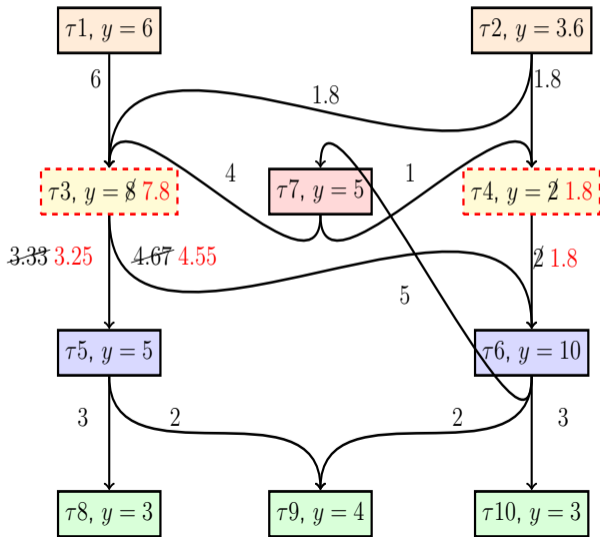 τ1, y = 6
τ2, y = 3.6
6
1.8
1.8
τ3, y = 8 7.8
4
τ7, y = 5
1
τ4, y = 2 1.8
3.33 3.25
4.67 4.55
2 1.8
5
τ5, y = 5
τ6, y = 10
3
2
2
3
τ8, y = 3
τ9, y = 4
τ10, y = 3